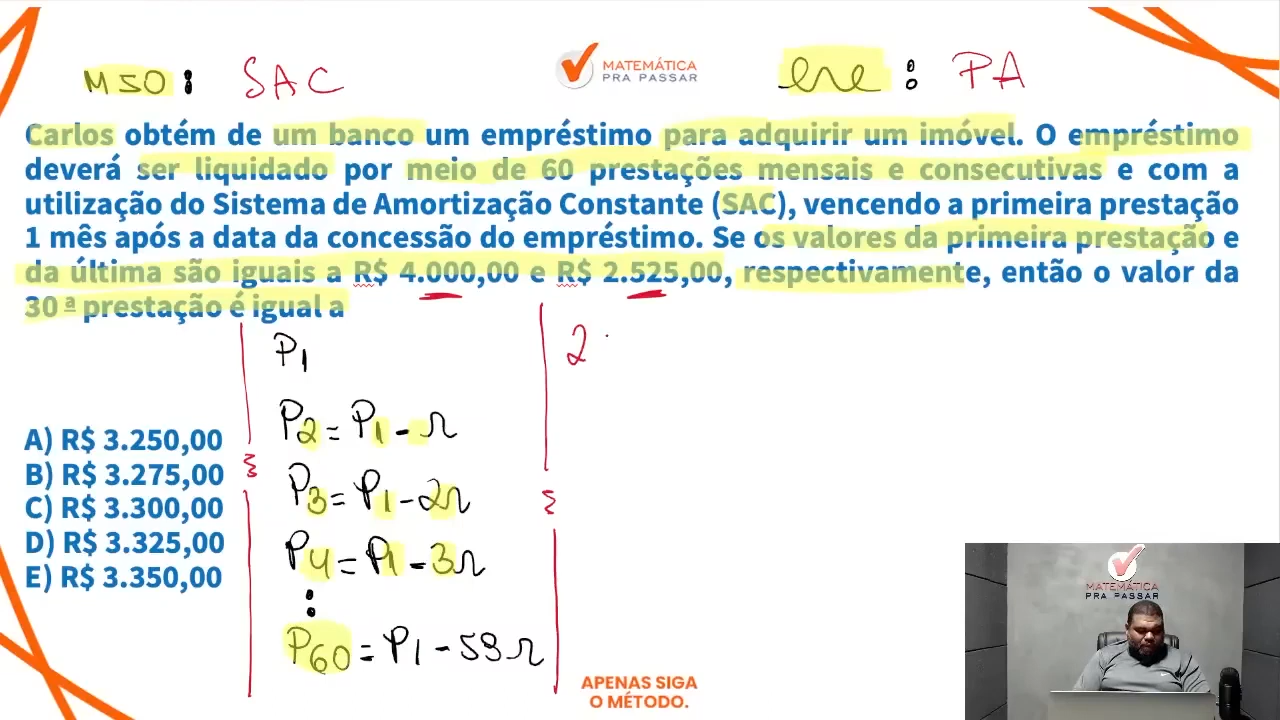 MSO: SAC
MATEMÁTICA
PRA PASSAR
ere: PA
Carlos obtém de um banco um empréstimo para adquirir um imóvel. O empréstimo
deverá ser liquidado por meio de 60 prestações mensais e consecutivas e com a
utilização do Sistema de Amortização Constante (SAC), vencendo a primeira prestação
1 mês após a data da concessão do empréstimo. Se os valores da primeira prestação e
da última são iguais a R$ 4.000,00 e R$ 2.525,00, respectivamente, então o valor da
30ª prestação é igual a
A) R$ 3.250,00
B) R$ 3.275,00
C) R$ 3.300,00
D) R$ 3.325,00
E) R$ 3.350,00
P1
P2 = P1 - r
P3 = P1 - 2r
P4 = P1 - 3r
:
P60 = P1 - 59r
2.
APENAS SIGA
O MÉTODO.
MATEMÁTICA
PRA PASSAR